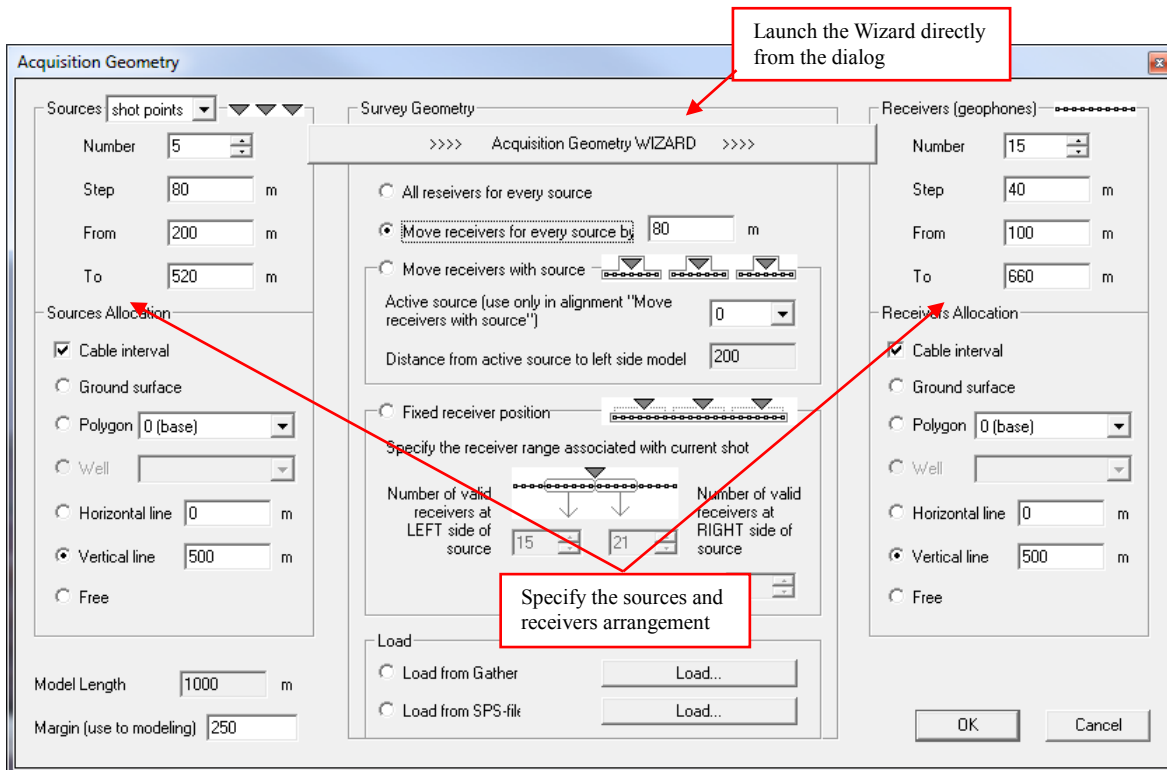 Launch the Wizard directly
from the dialog
Acquisition Geometry
Sources shot points
Number 5
Step 80 m
From 200 m
To 520 m
Sources Allocation
Cable interval
Ground surface
Polygon 0 (base)
Well
Horizontal line 0 m
Vertical line 500 m
Free
Model Length 1000 m
Margin (use to modeling) 250
Survey Geometry
>>>> Acquisition Geometry WIZARD >>>>
All reseivers for every source
Move receivers for every source by 80 m
Move receivers with source
Active source (use only in alignment "Move
receivers with source") 0
Distance from active source to left side model 200
Fixed receiver position
Specify the receiver range associated with current shot
Number of valid
receivers at
LEFT side of
source
15
21
Number of valid
receivers at
RIGHT side of
source
Specify the sources and
receivers arrangement
Load
Load from Gather Load...
Load from SPS-file Load...
Receivers (geophones)
Number 15
Step 40 m
From 100 m
To 660 m
Receivers Allocation
Cable interval
Ground surface
Polygon 0 (base)
Well
Horizontal line 0 m
Vertical line 500 m
Free
OK Cancel